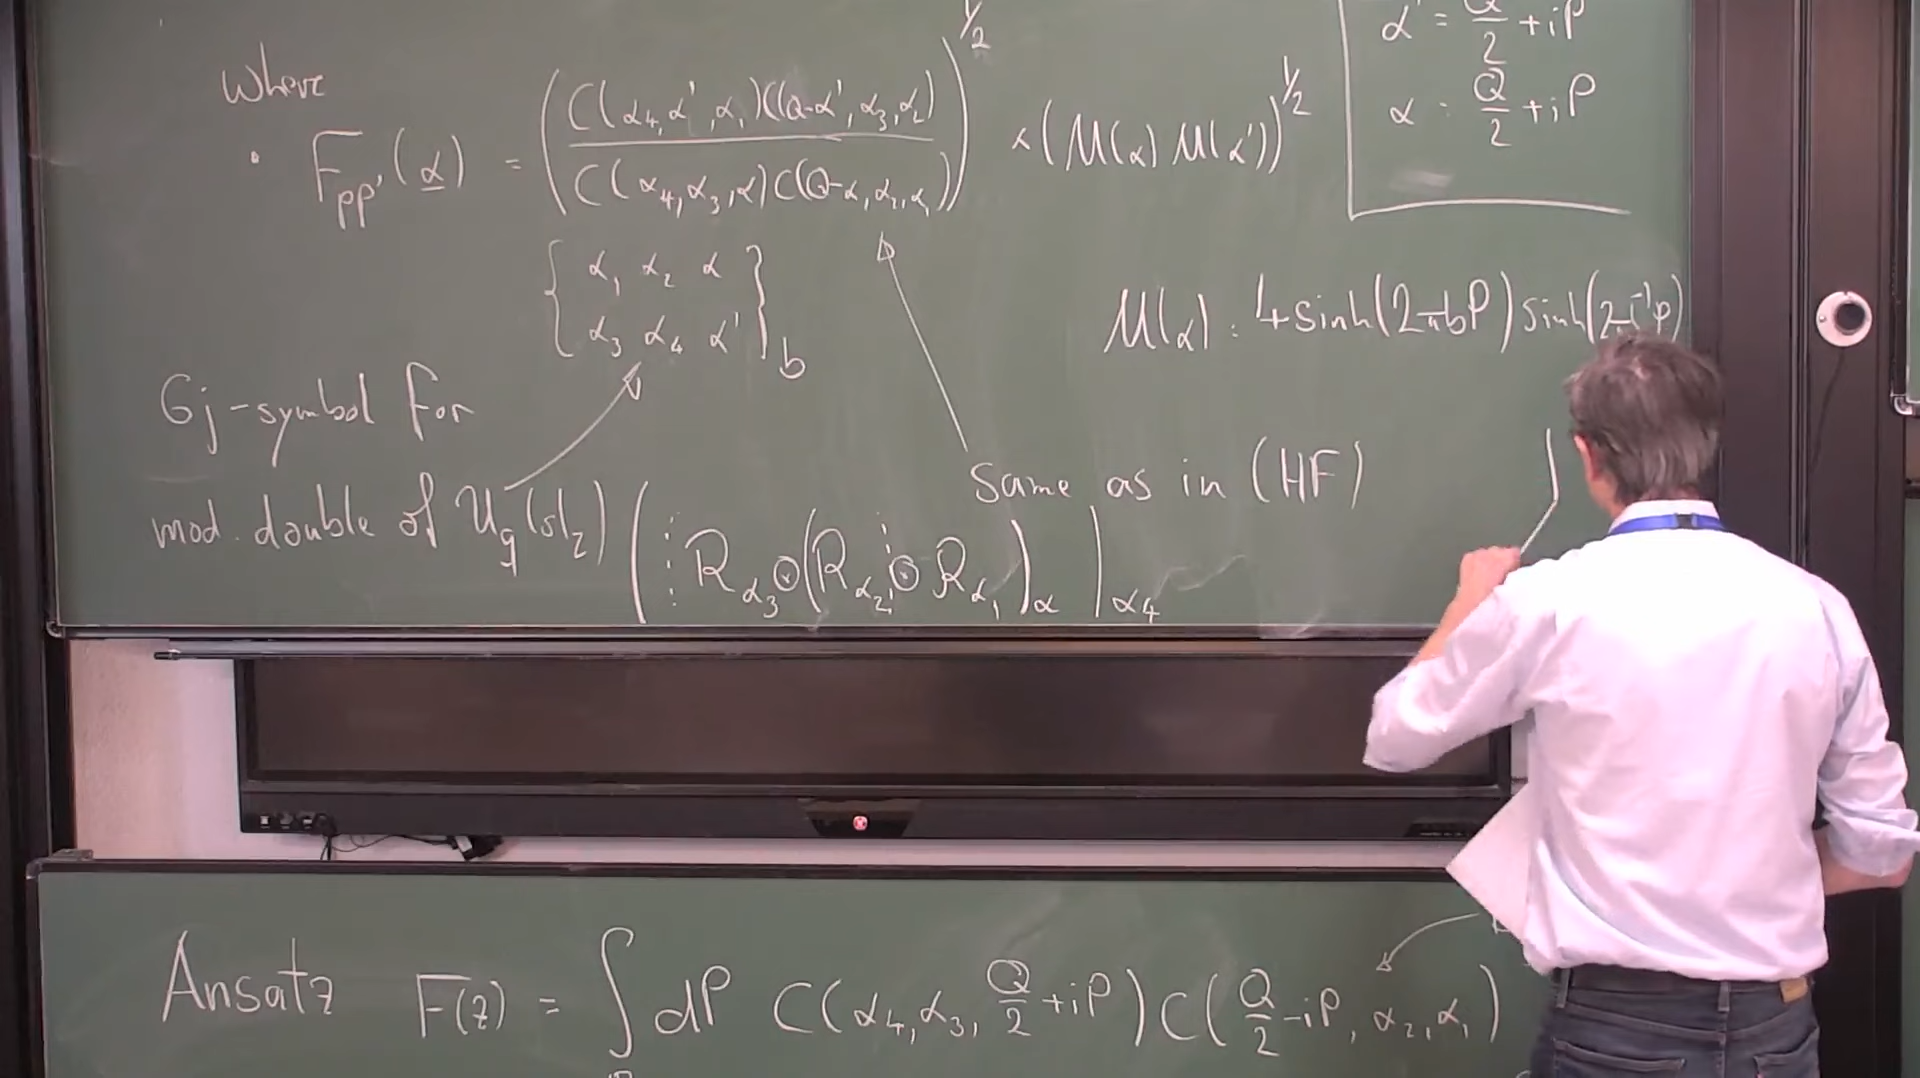 Where
α' = Q/2 + iP
α : Q/2 + iP
• F_{PP'}(α) = ( C(α₄, α', α₁) C(Q-α', α₃, α₂) / C(α₄, α₃, α) C(Q-α, α₂, α₁) )^{1/2} × (M(α) M(α'))^{1/2}
{ α₁ α₂ α
α₃ α₄ α' }_b
M(α) : 4 sinh(2πbP) sinh(2πb⁻¹P)
6j-symbol for
mod. double of U_q(sl₂)
Same as in (HF)
( R_{α₃} ⊗ (R_{α₂} ⊗ R_{α₁})_α )_{α₄}
Ansatz F(z) = ∫ dP C(α₄, α₃, Q/2 + iP) C(Q/2 - iP, α₂, α₁)